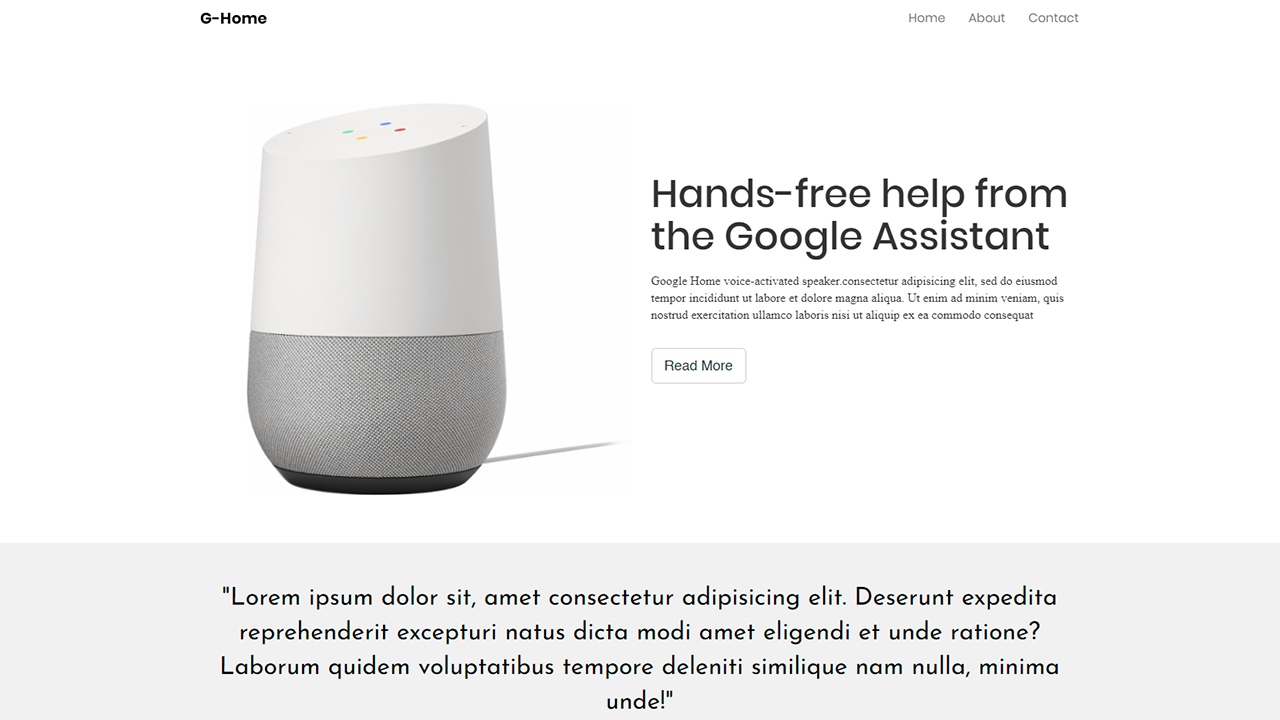 G-Home
Home
About
Contact
Hands-free help from
the Google Assistant
Google Home voice-activated speaker.consectetur adipisicing elit, sed do eiusmod
tempor incididunt ut labore et dolore magna aliqua. Ut enim ad minim veniam, quis
nostrud exercitation ullamco laboris nisi ut aliquip ex ea commodo consequat
Read More
"Lorem ipsum dolor sit, amet consectetur adipisicing elit. Deserunt expedita
reprehenderit excepturi natus dicta modi amet eligendi et unde ratione?
Laborum quidem voluptatibus tempore deleniti similique nam nulla, minima
unde!"